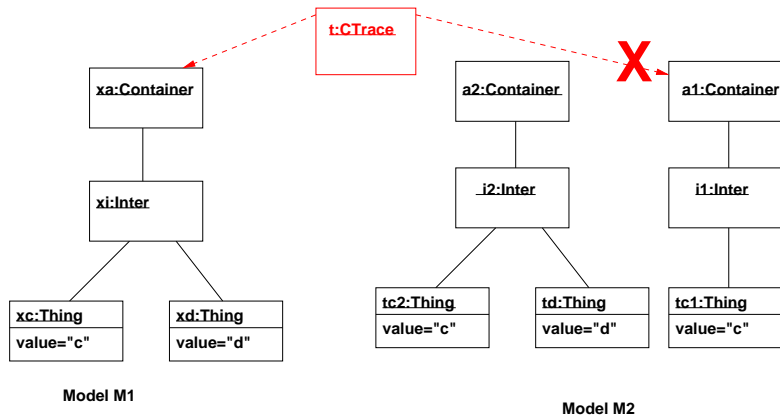 t:CTrace
X
xa:Container
a2:Container
a1:Container
xi:Inter
i2:Inter
i1:Inter
xc:Thing
value="c"
xd:Thing
value="d"
tc2:Thing
value="c"
td:Thing
value="d"
tc1:Thing
value="c"
Model M1
Model M2